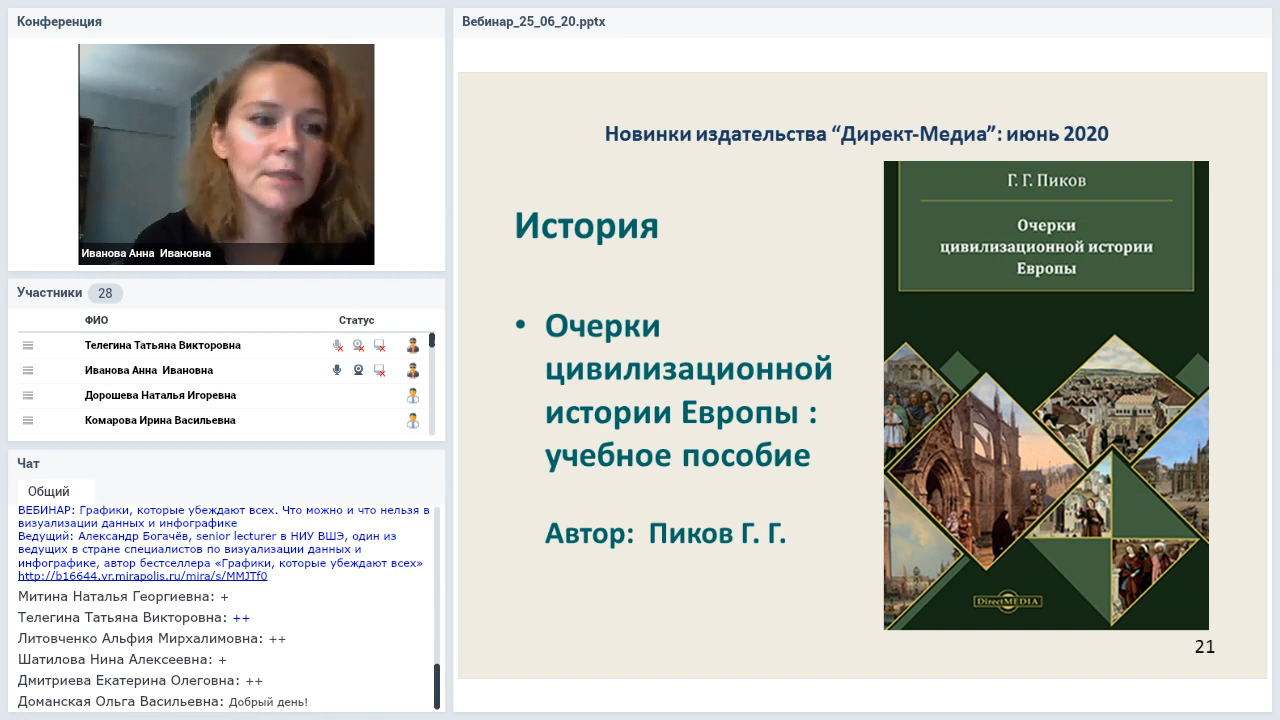 Конференция
Иванова Анна  Ивановна
Участники 28
ФИО Статус
Телегина Татьяна Викторовна
Иванова Анна  Ивановна
Дорошева Наталья Игоревна
Комарова Ирина Васильевна
Чат
Общий
ВЕБИНАР: Графики, которые убеждают всех. Что можно и что нельзя в
визуализации данных и инфографике
Ведущий: Александр Богачёв, senior lecturer в НИУ ВШЭ, один из
ведущих в стране специалистов по визуализации данных и
инфографике, автор бестселлера «Графики, которые убеждают всех»
http://b16644.vr.mirapolis.ru/mira/s/MMJTf0
Митина Наталья Георгиевна: +
Телегина Татьяна Викторовна: ++
Литовченко Альфия Мирхалимовна: ++
Шатилова Нина Алексеевна: +
Дмитриева Екатерина Олеговна: ++
Доманская Ольга Васильевна: Добрый день!
Вебинар_25_06_20.pptx
Новинки издательства “Директ-Медиа”: июнь 2020
История
• Очерки
цивилизационной
истории Европы :
учебное пособие
Автор:  Пиков Г. Г.
Г. Г. Пиков
Очерки
цивилизационной истории
Европы
DirectMEDIA
21